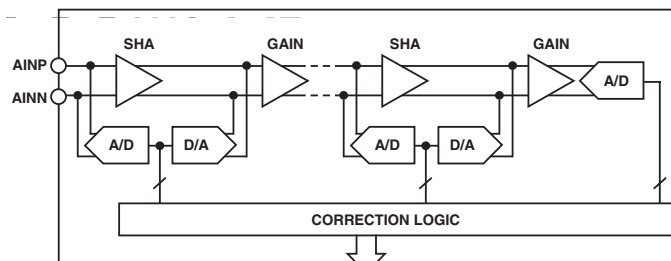 SHA GAIN SHA GAIN
AINP
A/D
AINN
A/D D/A A/D D/A
CORRECTION LOGIC